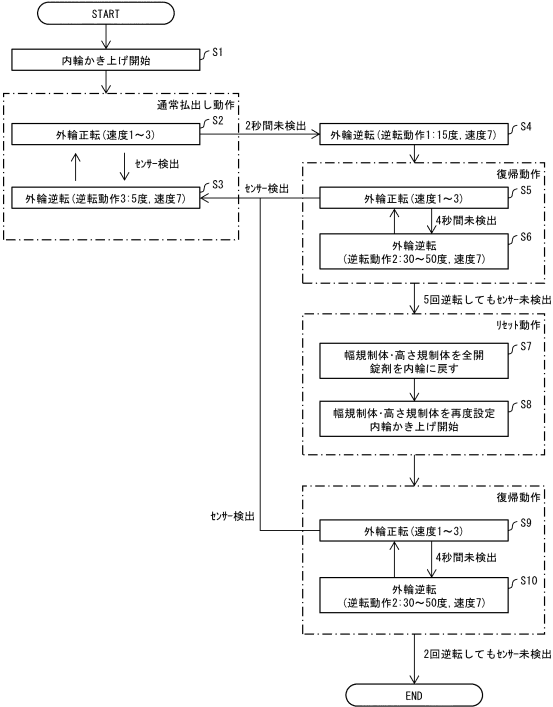 START
S1
内輪かき上げ開始
通常払出し動作
S2
外輪正転(速度1～3)
センサー検出
S3
外輪逆転(逆転動作3:5度,速度7)
2秒間未検出
S4
外輪逆転(逆転動作1:15度,速度7)
復帰動作
S5
外輪正転(速度1～3)
センサー検出
4秒間未検出
S6
外輪逆転
(逆転動作2:30～50度,速度7)
5回逆転してもセンサー未検出
リセット動作
S7
幅規制体・高さ規制体を全開
錠剤を内輪に戻す
S8
幅規制体・高さ規制体を再度設定
内輪かき上げ開始
復帰動作
S9
外輪正転(速度1～3)
センサー検出
4秒間未検出
S10
外輪逆転
(逆転動作2:30～50度,速度7)
2回逆転してもセンサー未検出
END